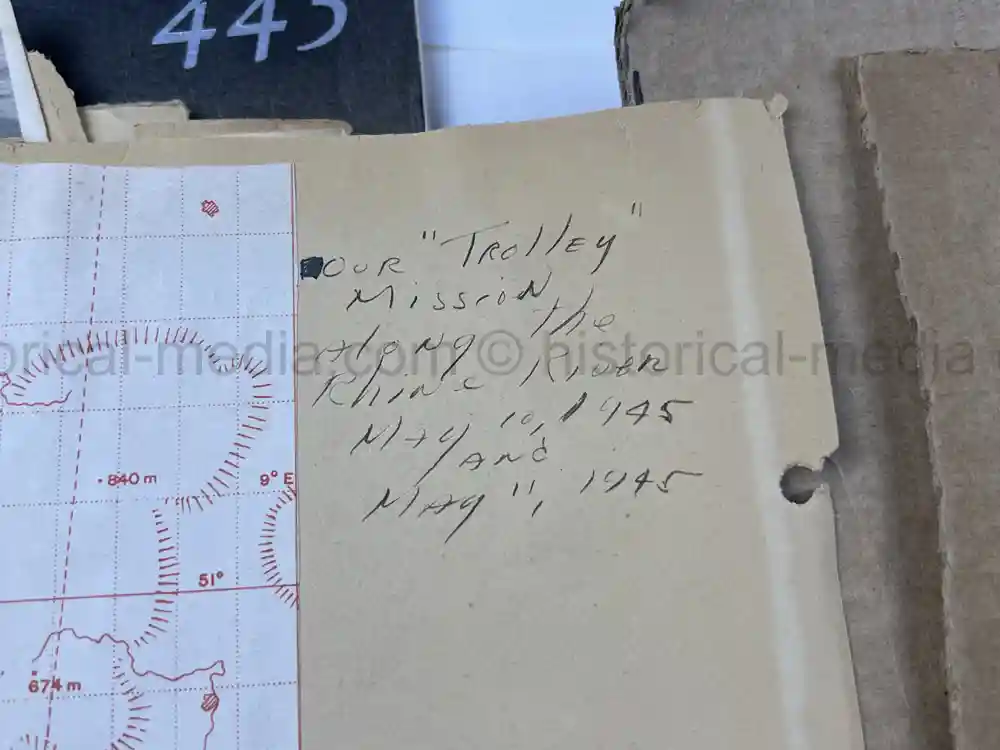 445
OUR "TROllEY"
MissioN
Along the
RhiNE RiVER
MAy 10, 1945
AND
MAy 11, 1945
840 m
9° E
51°
674 m
historical-media.com © historical-media